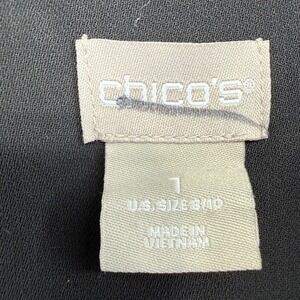 chico's®
1
U.S. SIZE 8/10
MADE IN
VIETNAM